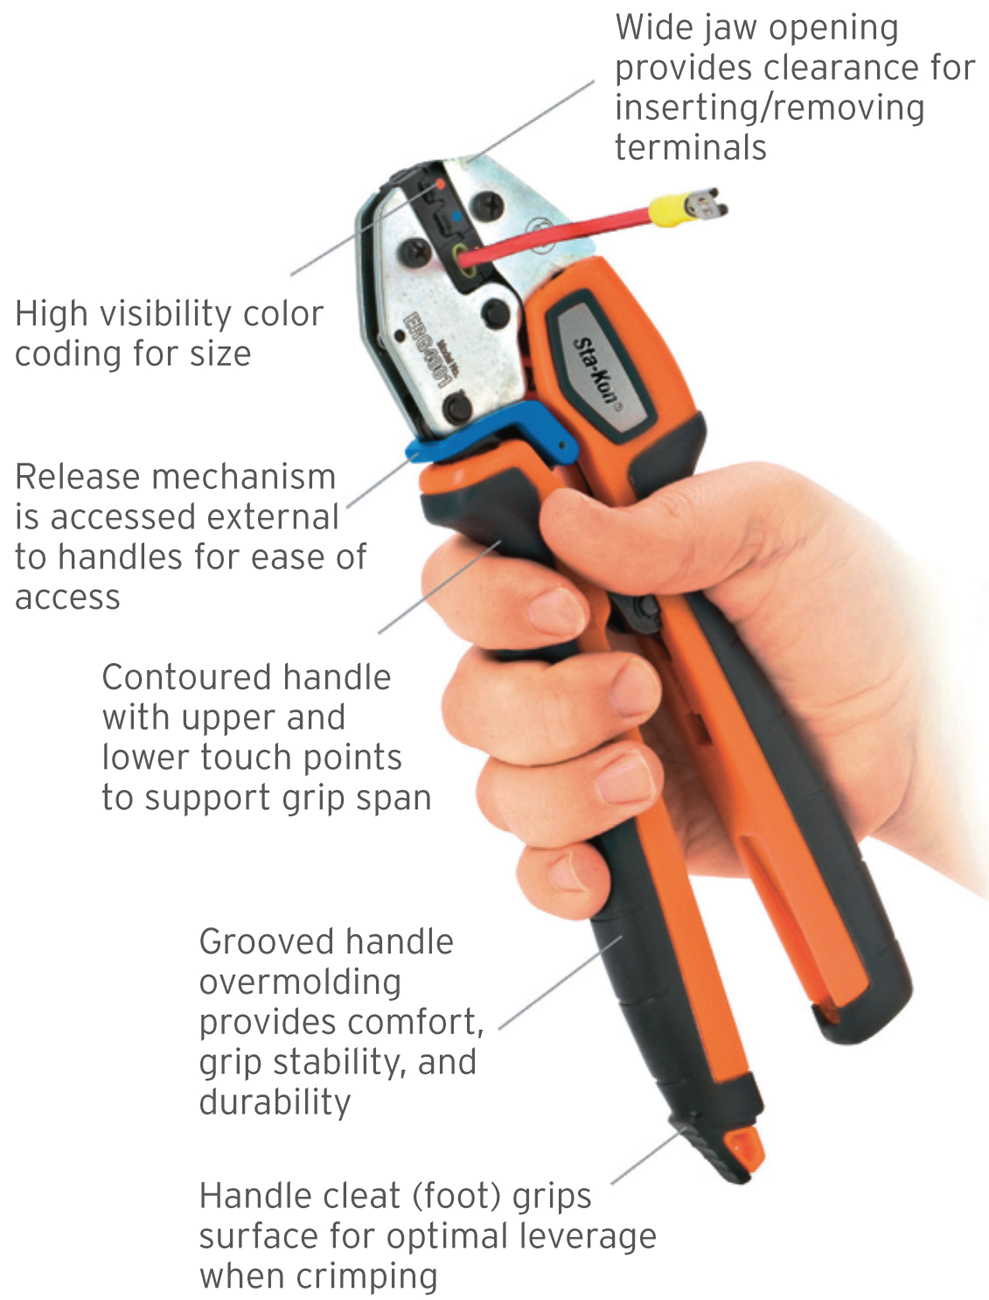 Wide jaw opening
provides clearance for
inserting/removing
terminals
High visibility color
coding for size
Model No.
ERG4001
Sta-Kon®
Release mechanism
is accessed external
to handles for ease of
access
Contoured handle
with upper and
lower touch points
to support grip span
Grooved handle
overmolding
provides comfort,
grip stability, and
durability
Handle cleat (foot) grips
surface for optimal leverage
when crimping